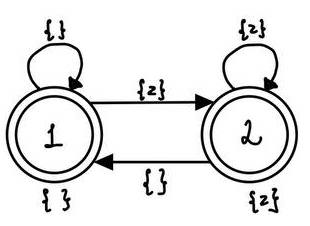 { } {z}
{z}
1 2
{ }
{ } {z}